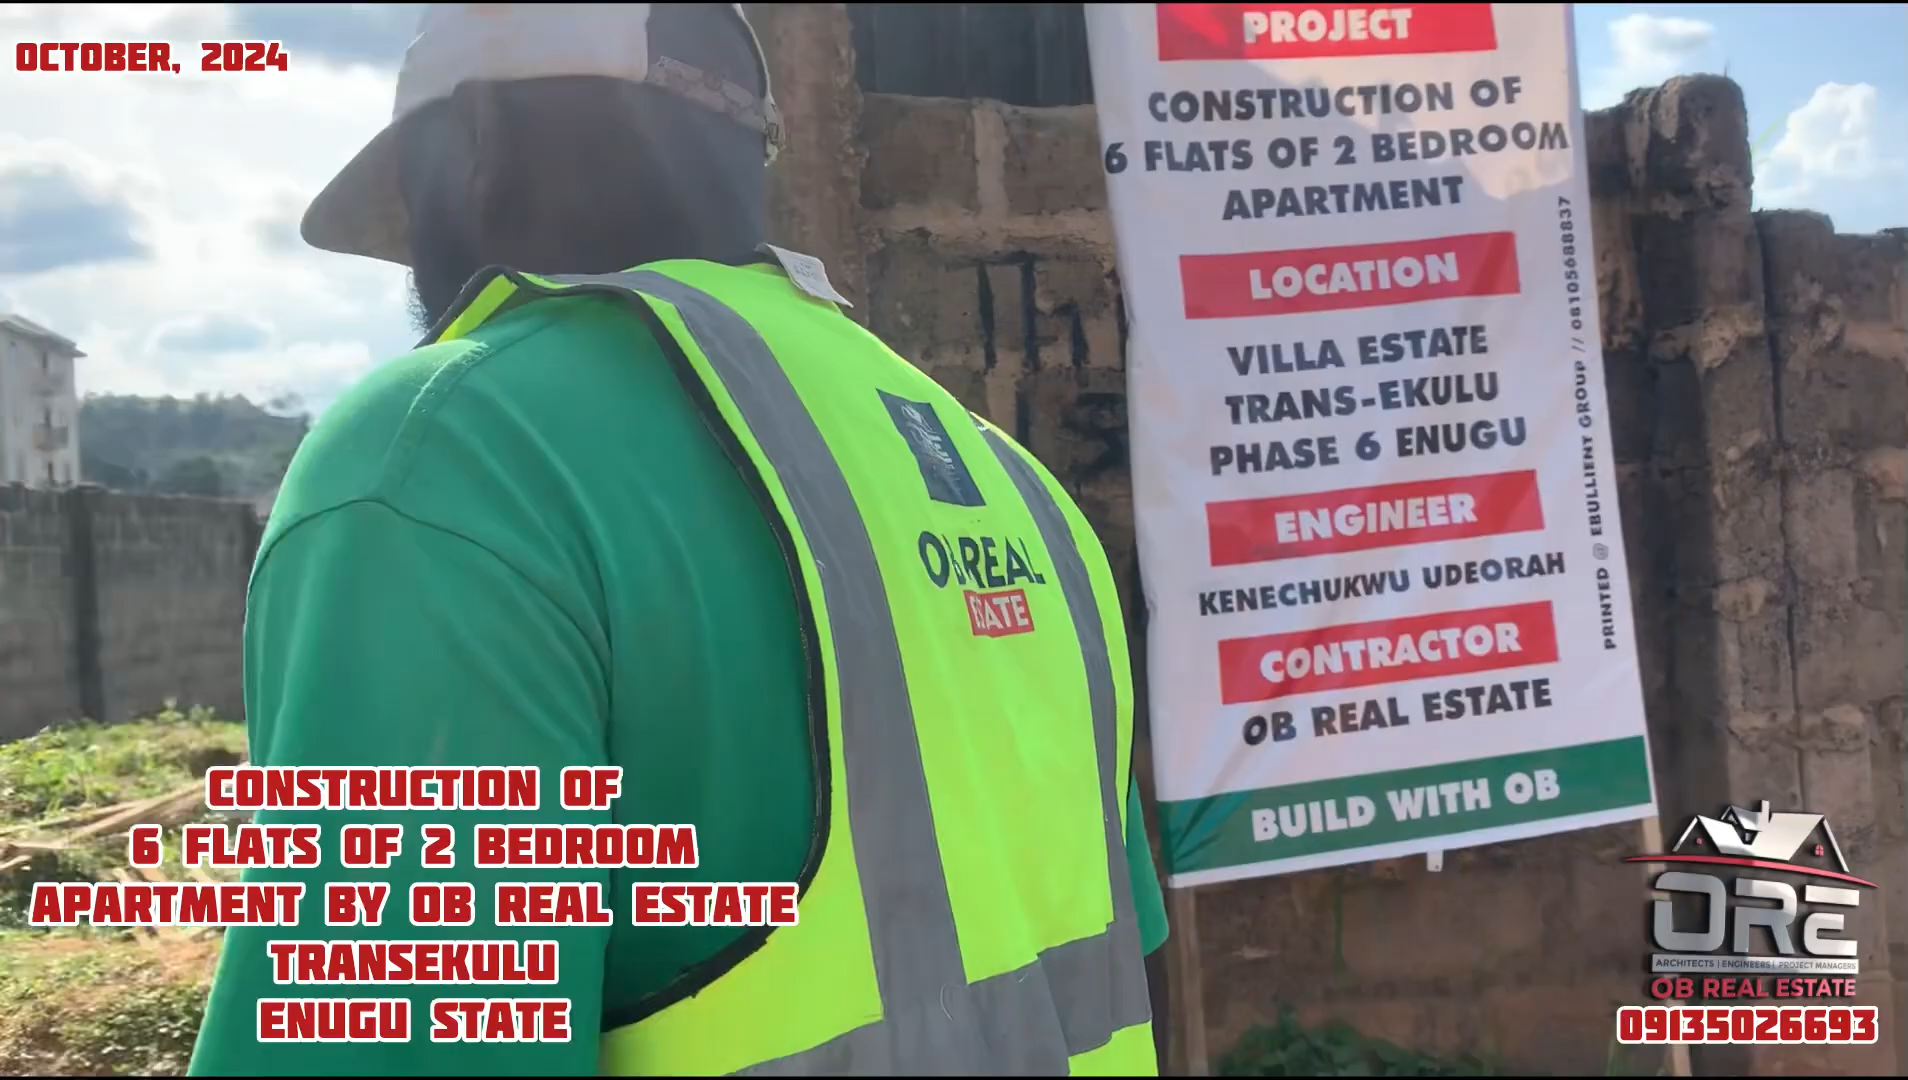 OCTOBER, 2024
PROJECT
CONSTRUCTION OF
6 FLATS OF 2 BEDROOM
APARTMENT
LOCATION
VILLA ESTATE
TRANS-EKULU
PHASE 6 ENUGU
ENGINEER
KENECHUKWU UDEORAH
CONTRACTOR
OB REAL ESTATE
BUILD WITH OB
PRINTED @ EBULLIENT GROUP // 08105688837
OB REAL
ESTATE
CONSTRUCTION OF
6 FLATS OF 2 BEDROOM
APARTMENT BY OB REAL ESTATE
TRANSEKULU
ENUGU STATE
ORE
ARCHITECTS | ENGINEERS | PROJECT MANAGERS
OB REAL ESTATE
09135026693